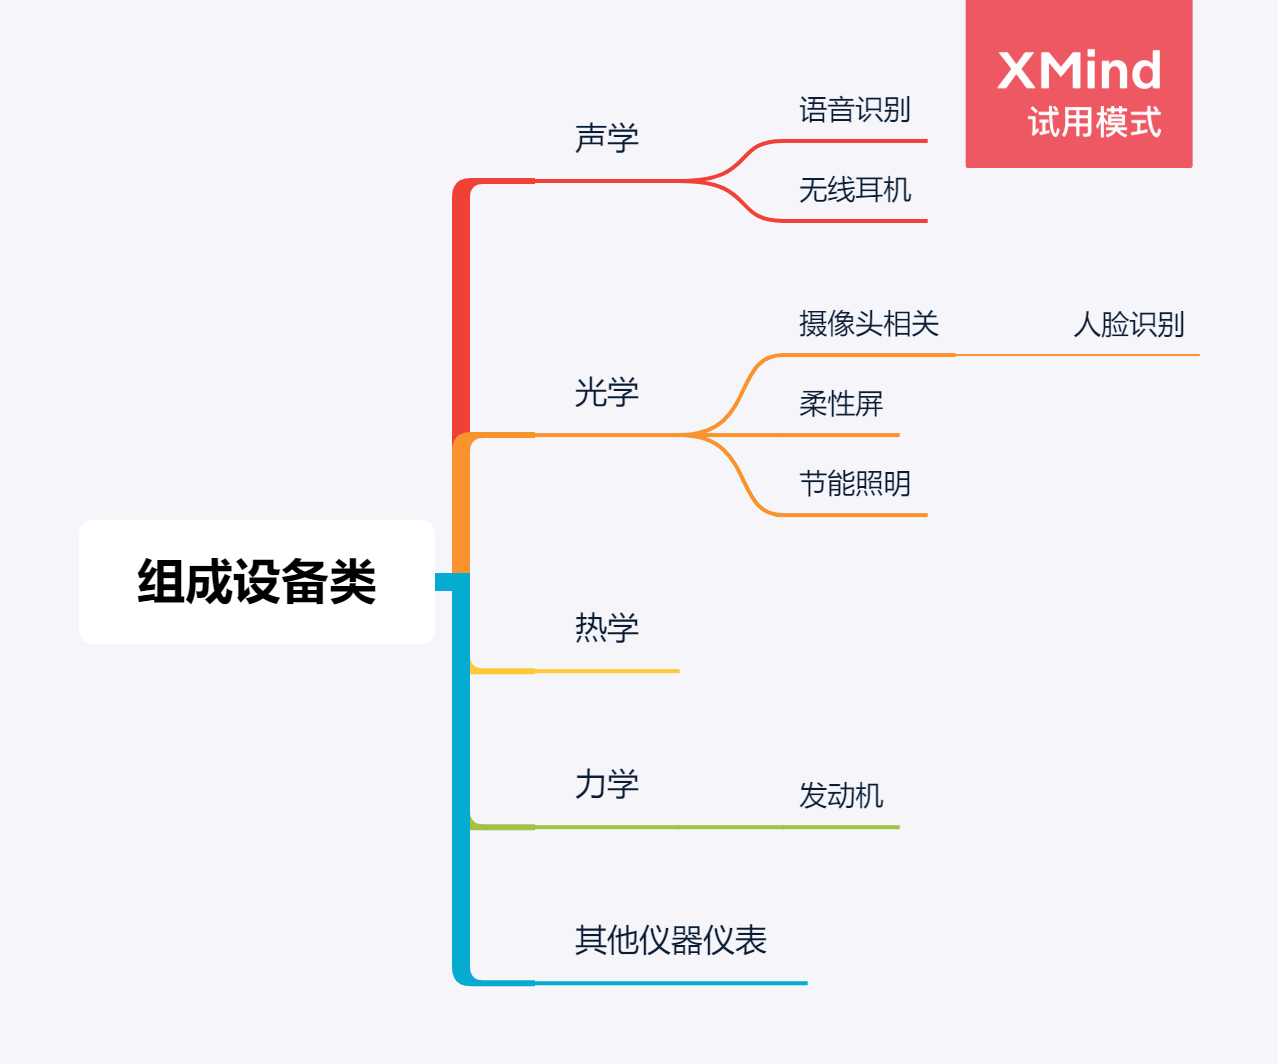 XMind
试用模式
语音识别
声学
无线耳机
摄像头相关
人脸识别
光学
柔性屏
节能照明
组成设备类
热学
力学
发动机
其他仪器仪表